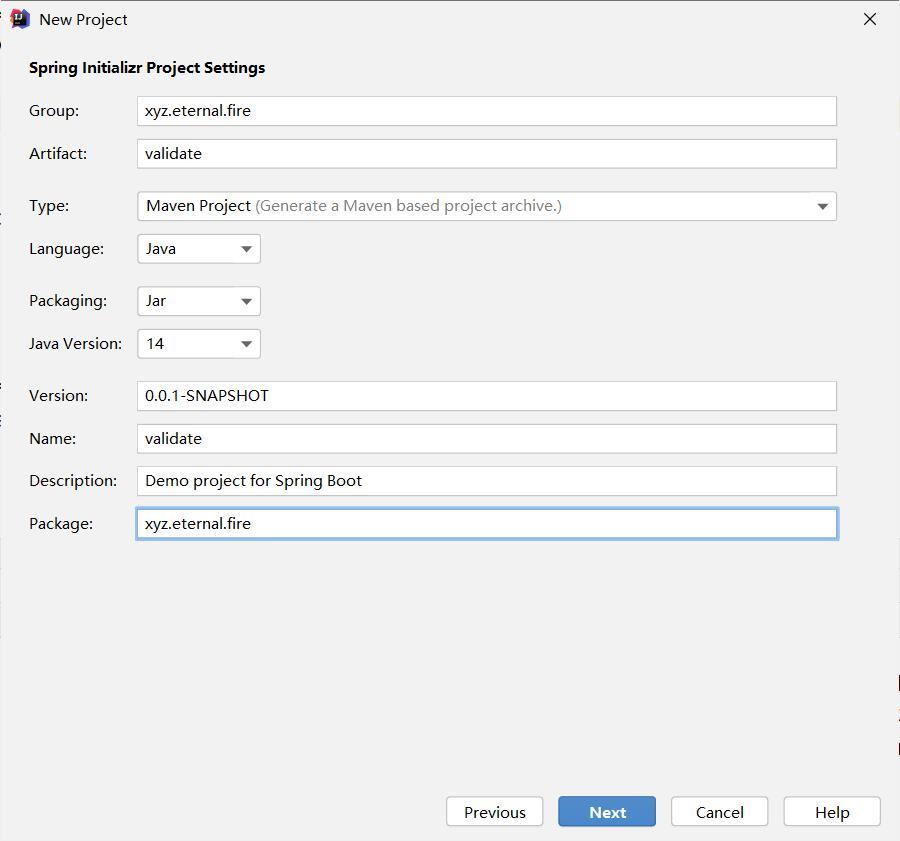 New Project
Spring Initializr Project Settings
Group: xyz.eternal.fire
Artifact: validate
Type: Maven Project (Generate a Maven based project archive.)
Language: Java
Packaging: Jar
Java Version: 14
Version: 0.0.1-SNAPSHOT
Name: validate
Description: Demo project for Spring Boot
Package: xyz.eternal.fire
Previous Next Cancel Help